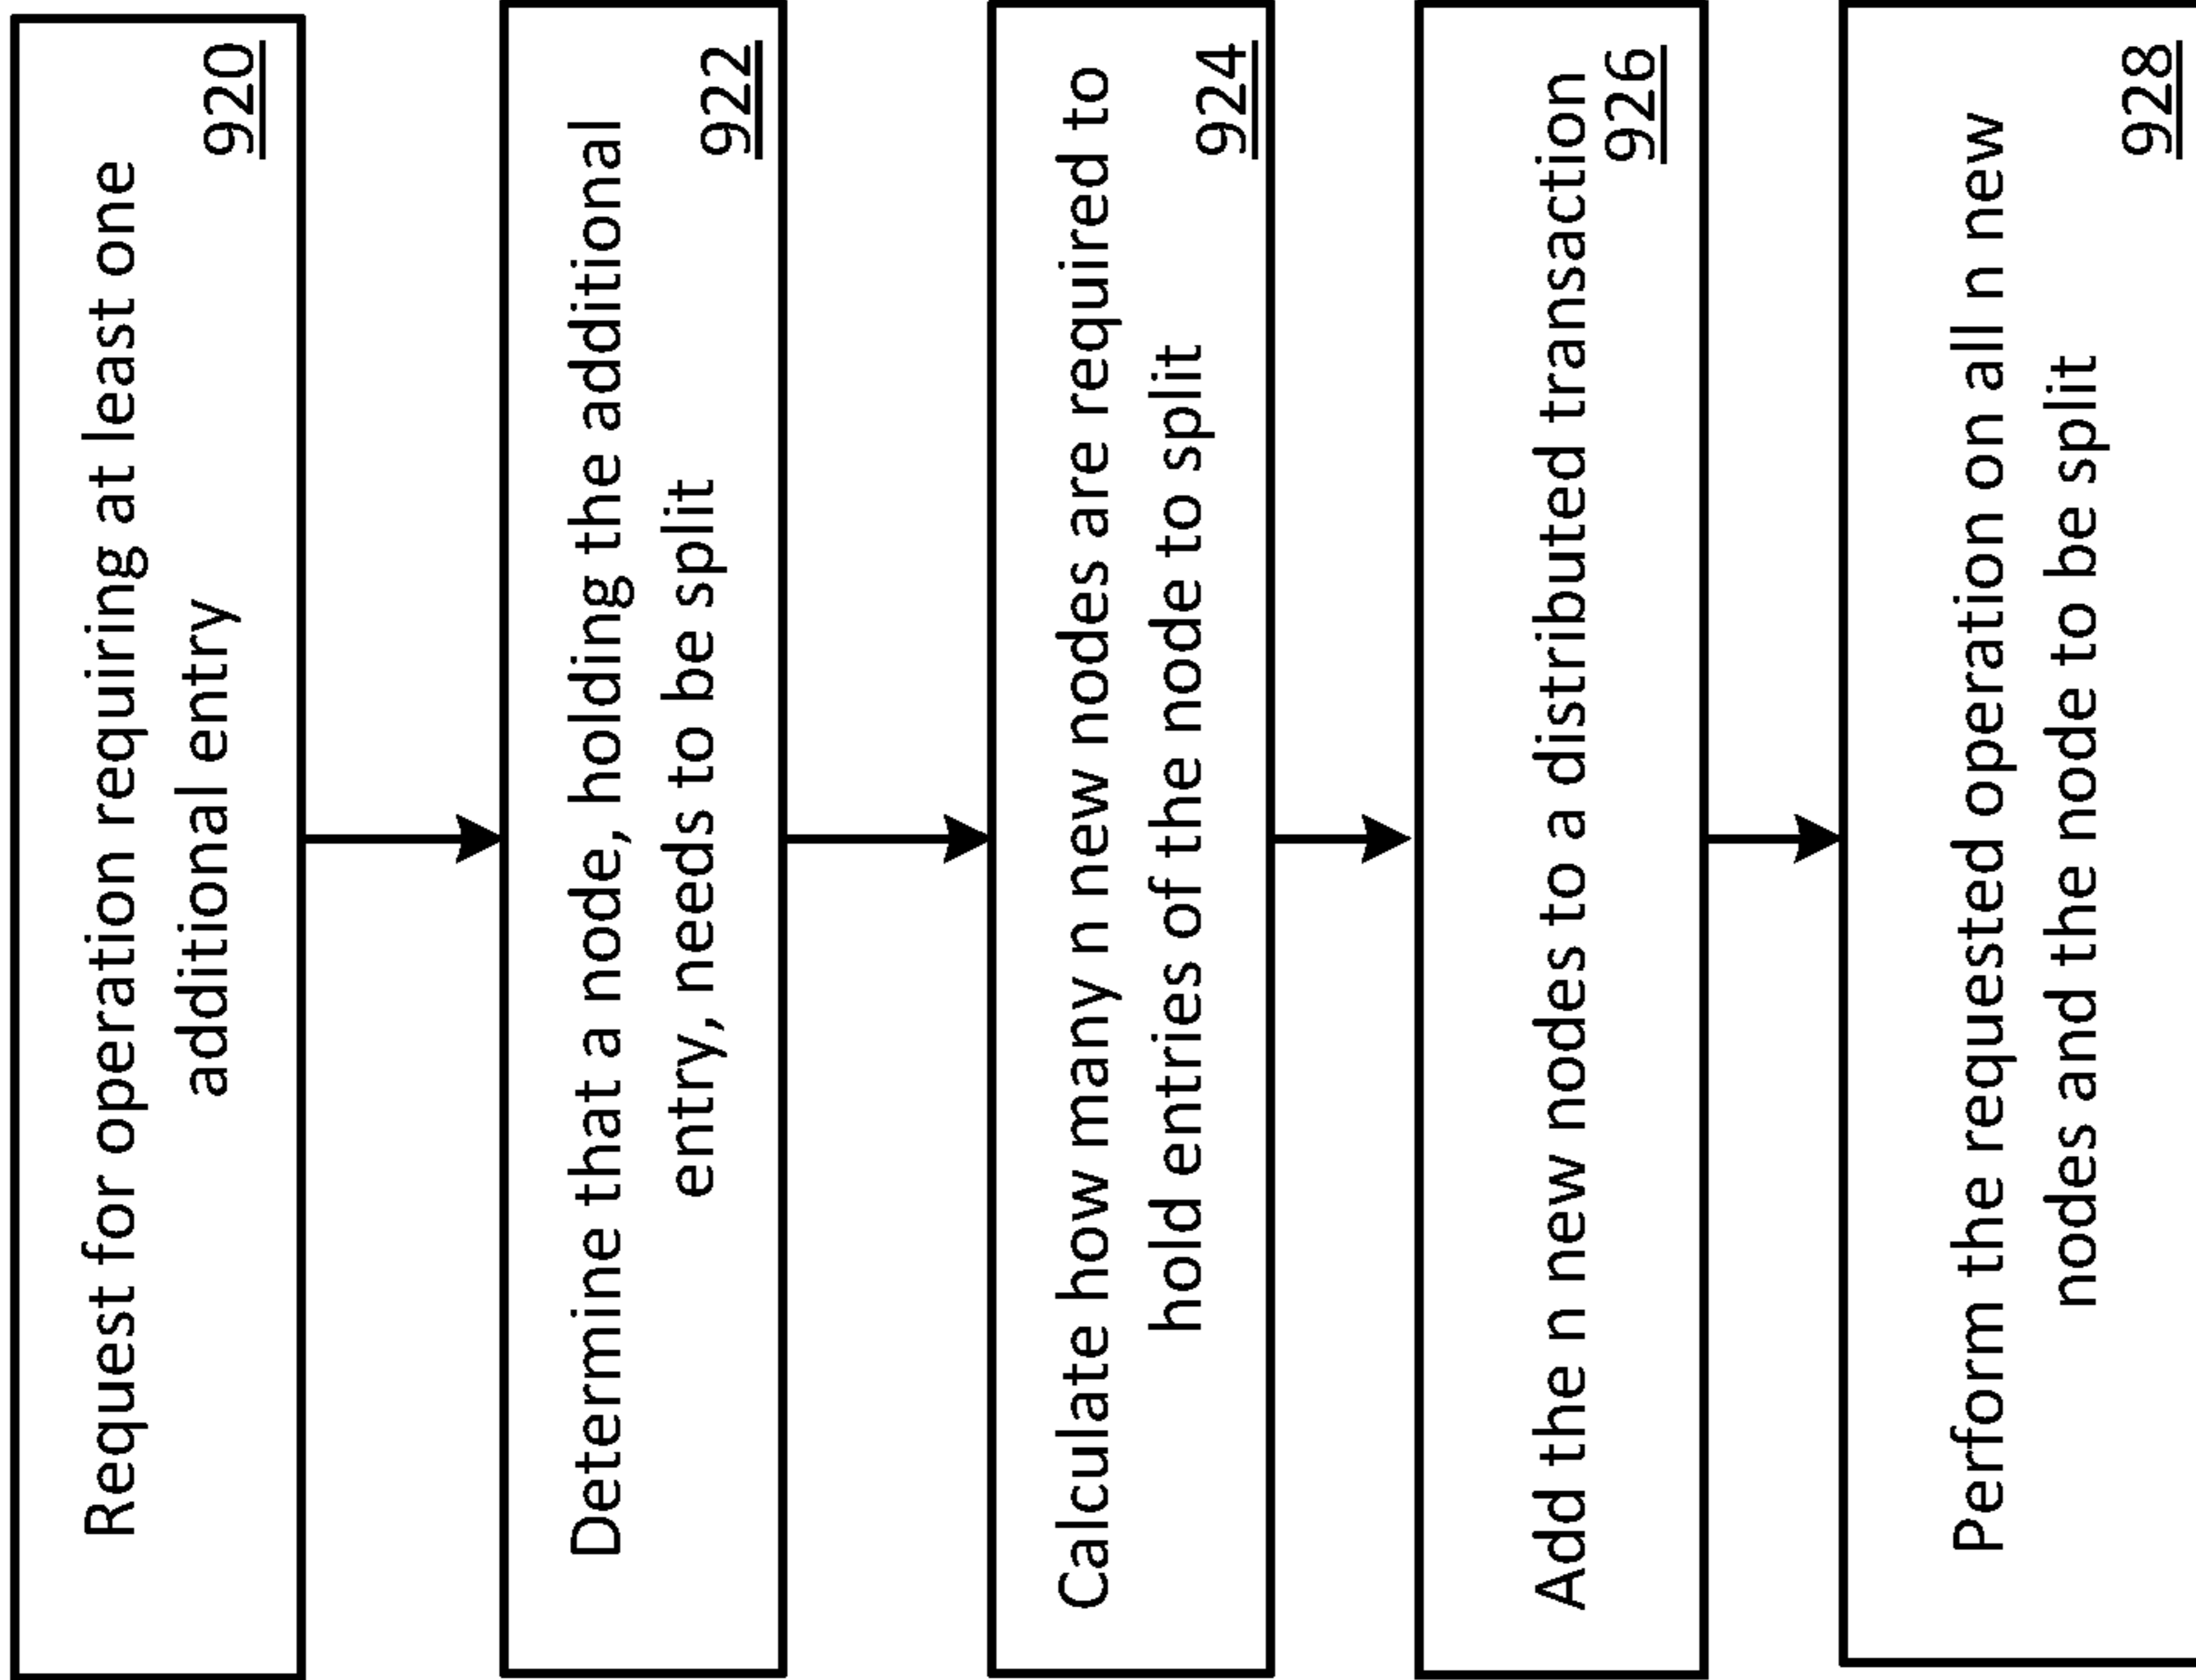 Request for operation requiring at least one
additional entry
920
Determine that a node, holding the additional
entry, needs to be split
922
Calculate how many n new nodes are required to
hold entries of the node to split
924
Add the n new nodes to a distributed transaction
926
Perform the requested operation on all n new
nodes and the node to be split
928